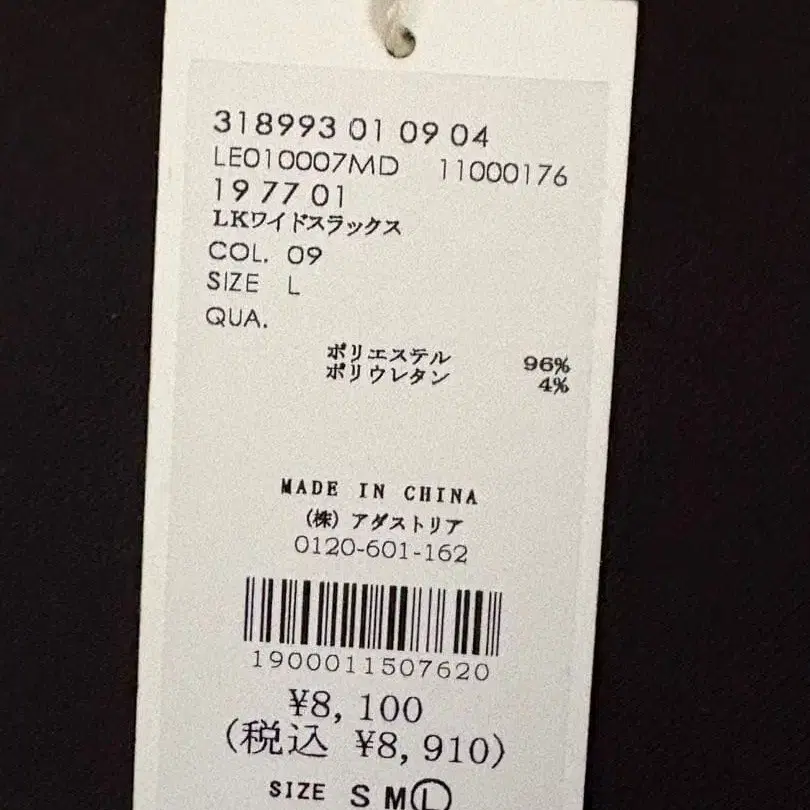 318993 01 09 04
LE010007MD 11000176
19 77 01
LKワイドスラックス
COL. 09
SIZE L
QUA.
ポリエステル 96%
ポリウレタン 4%
MADE IN CHINA
(株) アダストリア
0120-601-162
1900011507620
¥8, 100
(税込 ¥8, 910)
SIZE S M L